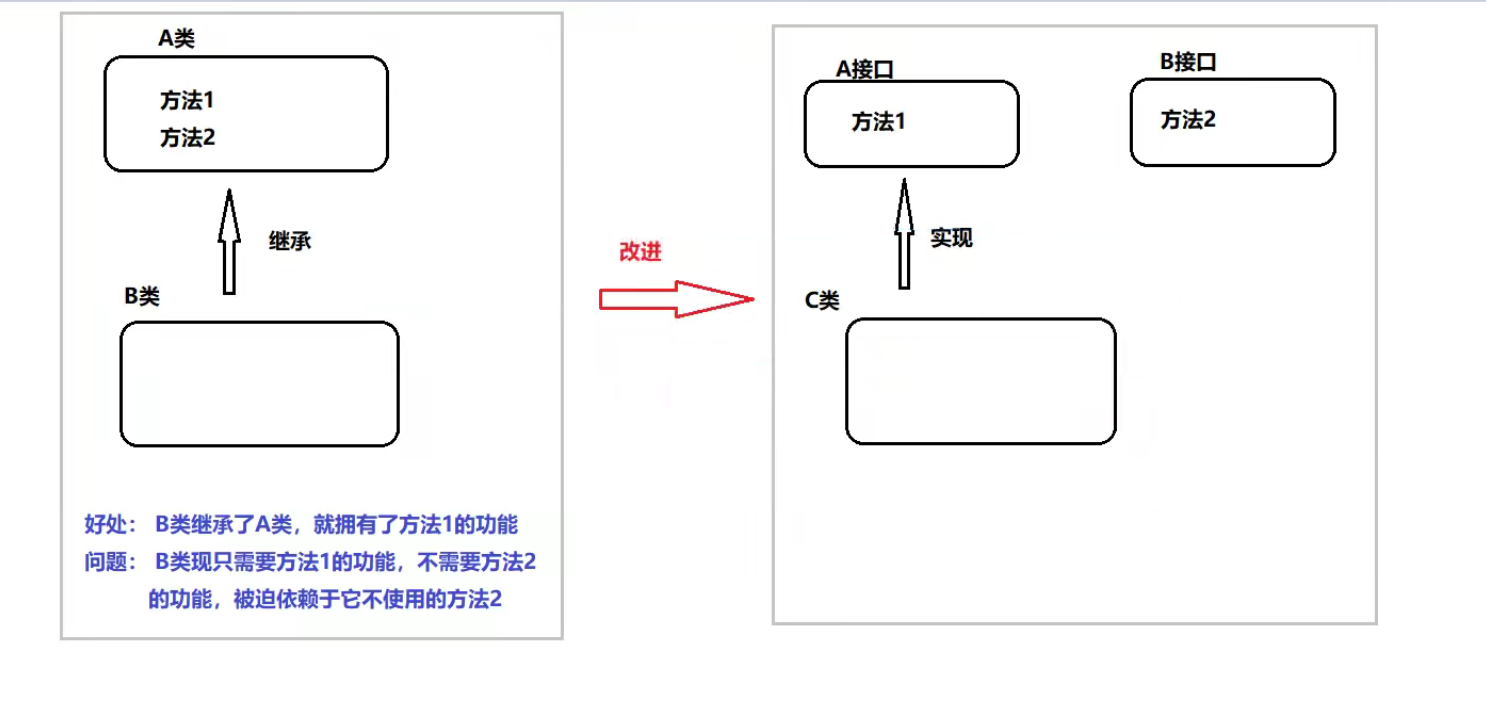 A类
方法1
方法2
继承
B类
好处： B类继承了A类，就拥有了方法1的功能
问题： B类现只需要方法1的功能，不需要方法2
的功能，被迫依赖于它不使用的方法2
改进
A接口
方法1
B接口
方法2
实现
C类